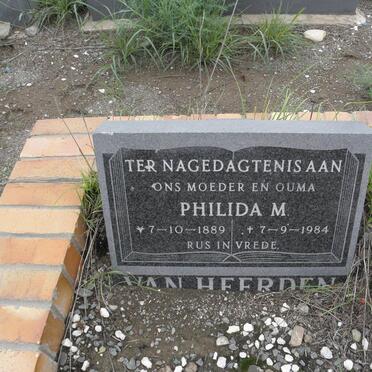 TER NAGEDAGTENIS AAN
ONS MOEDER EN OUMA
PHILIDA M.
* 7-10-1889 † 7-9-1984
RUS IN VREDE.
VAN HEERDEN